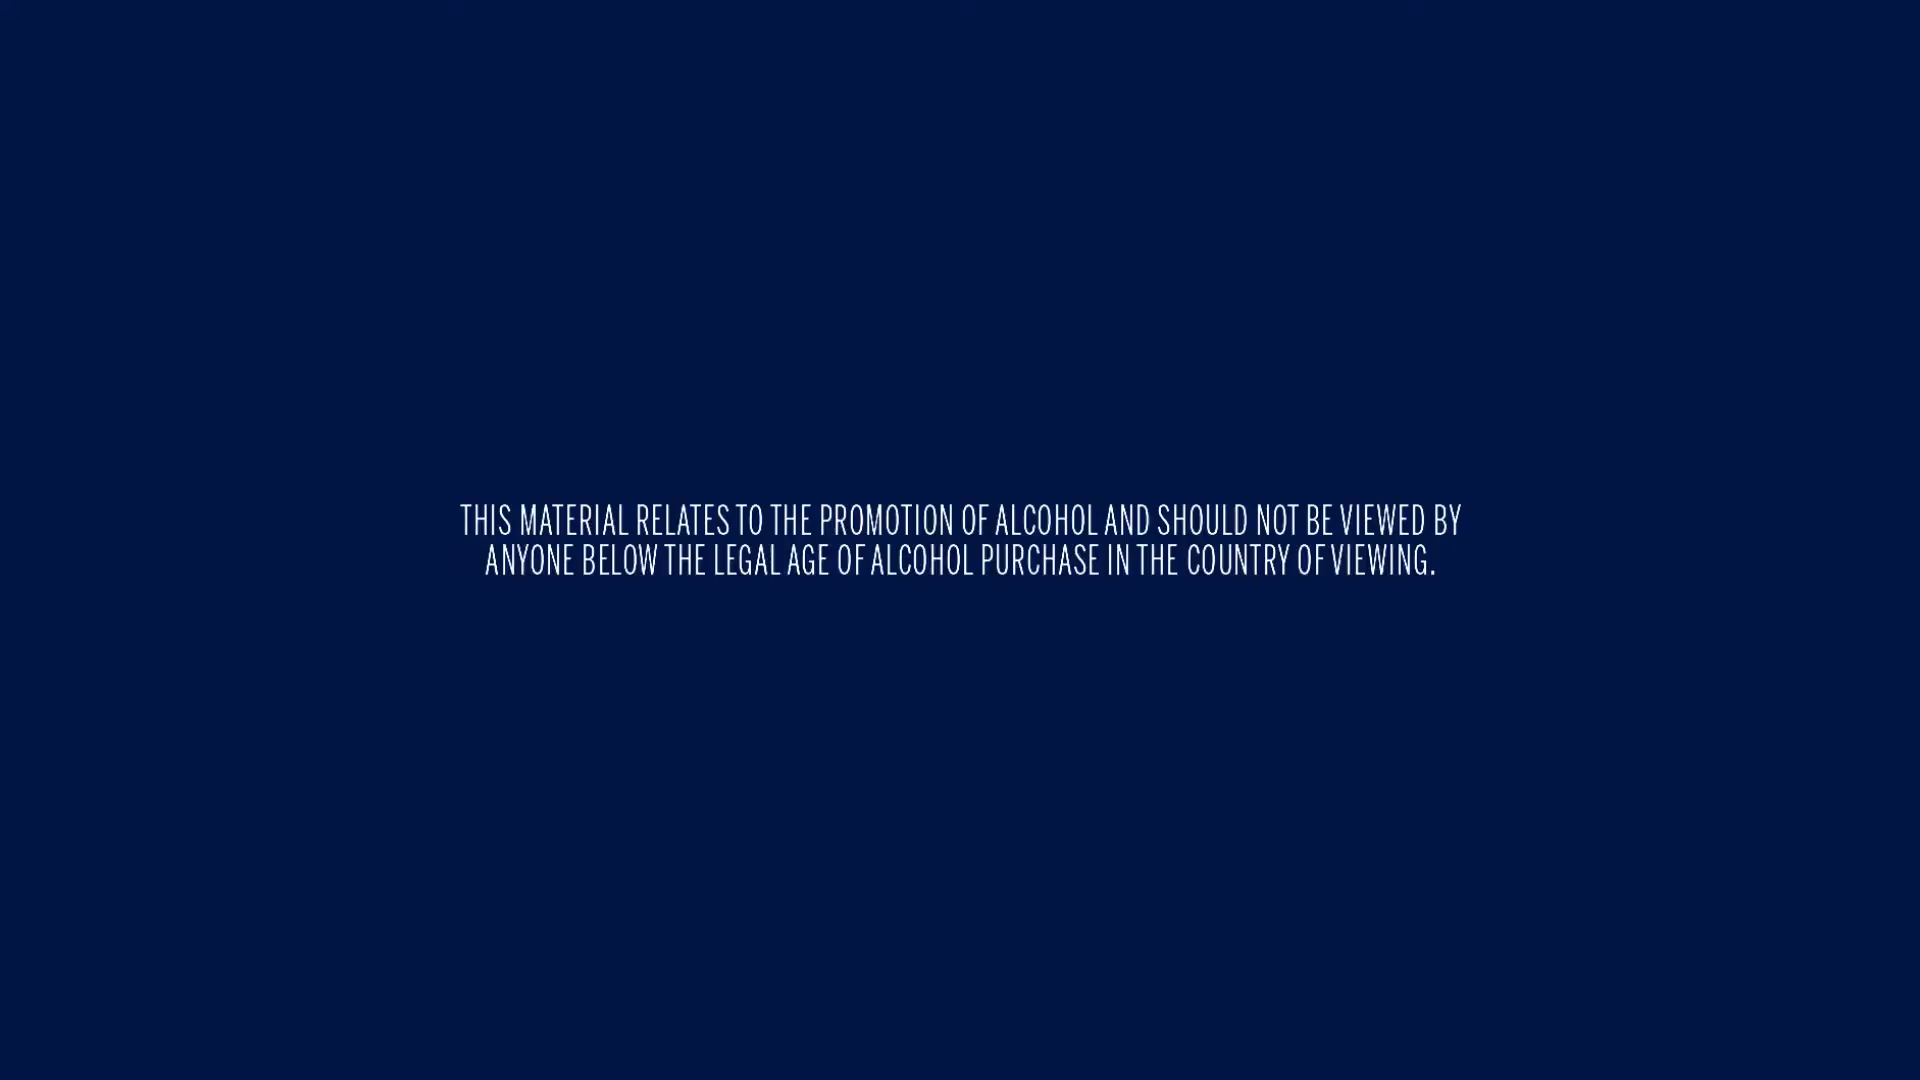 THIS MATERIAL RELATES TO THE PROMOTION OF ALCOHOL AND SHOULD NOT BE VIEWED BY
ANYONE BELOW THE LEGAL AGE OF ALCOHOL PURCHASE IN THE COUNTRY OF VIEWING.